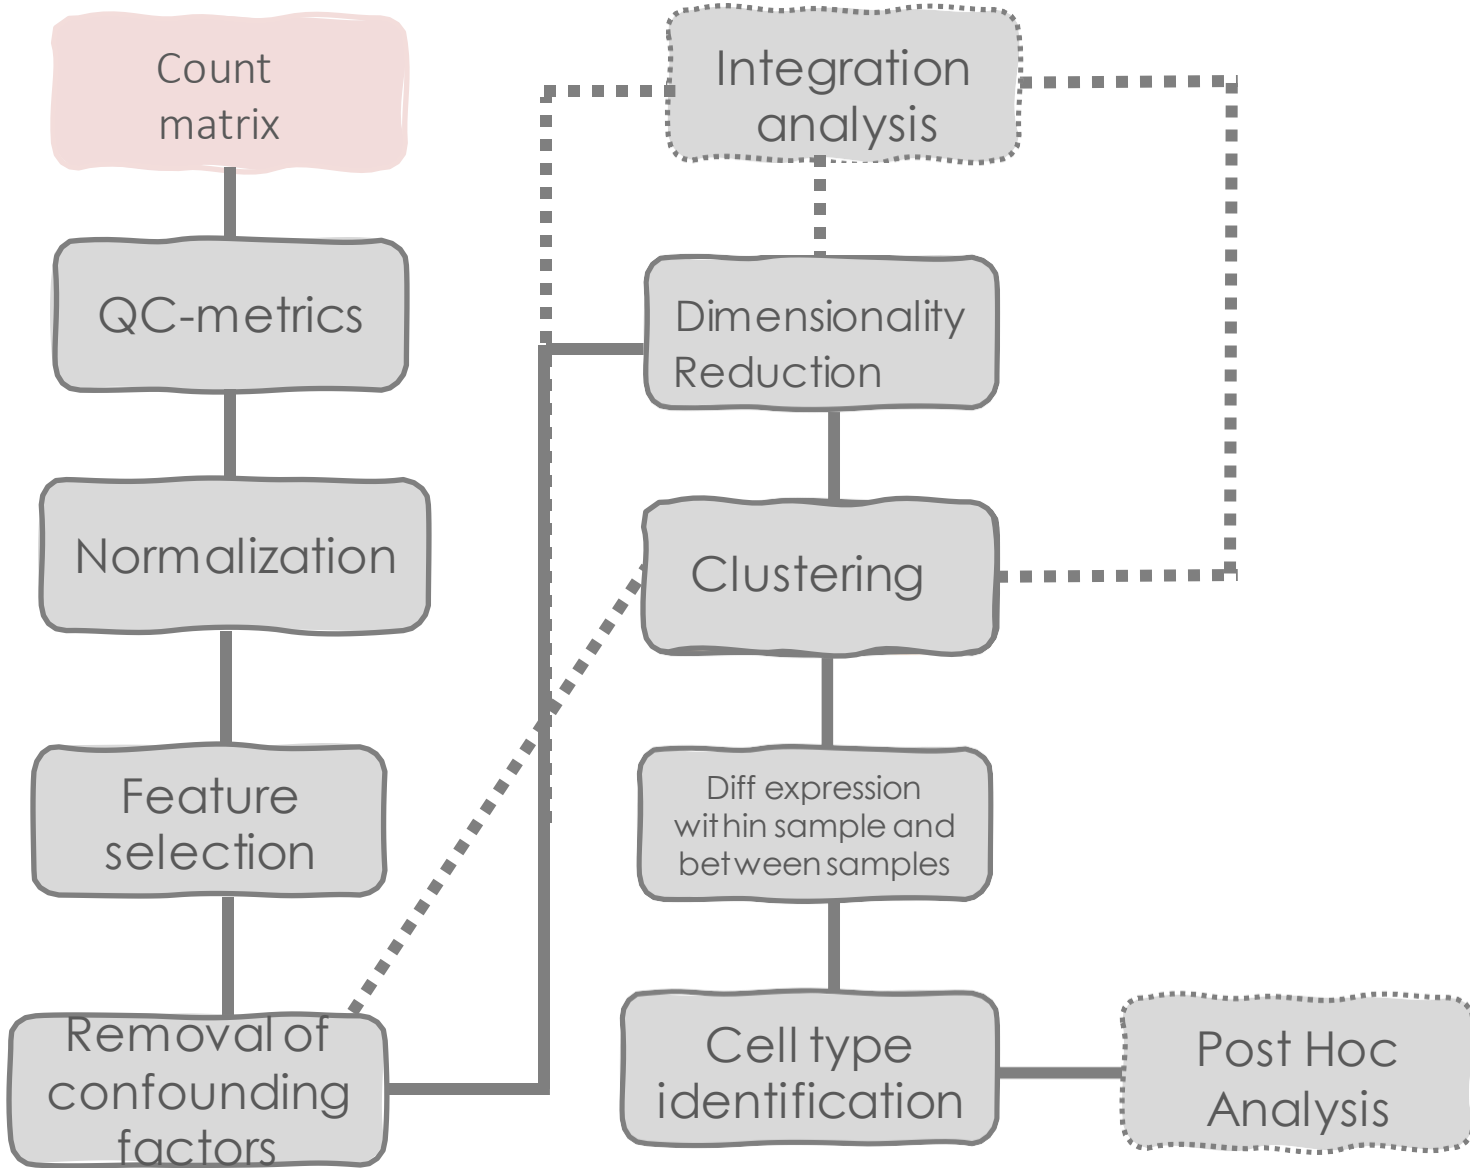 Count
matrix
QC-metrics
Normalization
Feature
selection
Removal of
confounding
factors
Integration
analysis
Dimensionality
Reduction
Clustering
Diff expression
within sample and
between samples
Cell type
identification
Post Hoc
Analysis